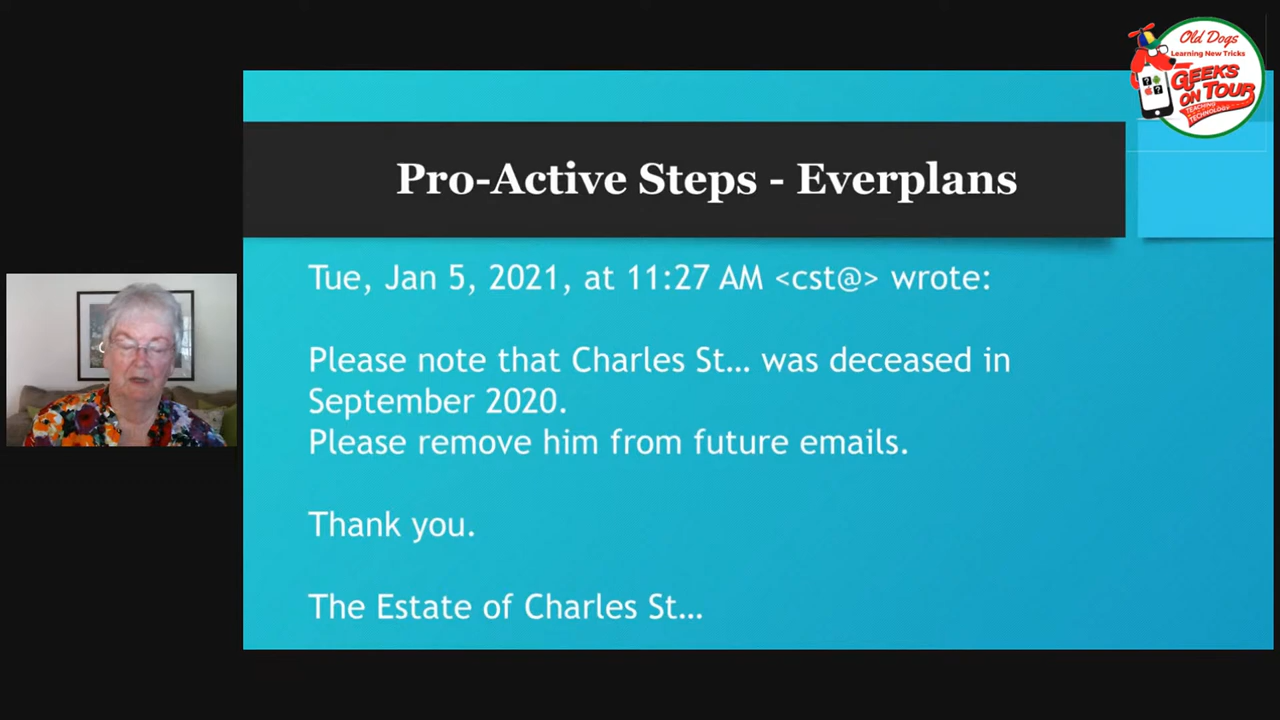 Old Dogs
Learning New Tricks
GEEKS
ON TOUR
TEACHING
TECHNOLOGY
Pro-Active Steps - Everplans
Tue, Jan 5, 2021, at 11:27 AM <cst@> wrote:
Please note that Charles St... was deceased in
September 2020.
Please remove him from future emails.
Thank you.
The Estate of Charles St...